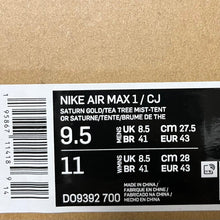 NIKE AIR MAX 1 / CJ
SATURN GOLD/TEA TREE MIST-TENT
OR SATURNE/TENTE/BRUME DE THE
9.5 MENS UK 8.5 CM 27.5
BR 41 EUR 43
11 WMNS UK 8.5 CM 28
BR 41 EUR 43
DO9392 700
MADE IN CHINA /
FABRIQUE EN CHINE /
HECHO EN CHINA /